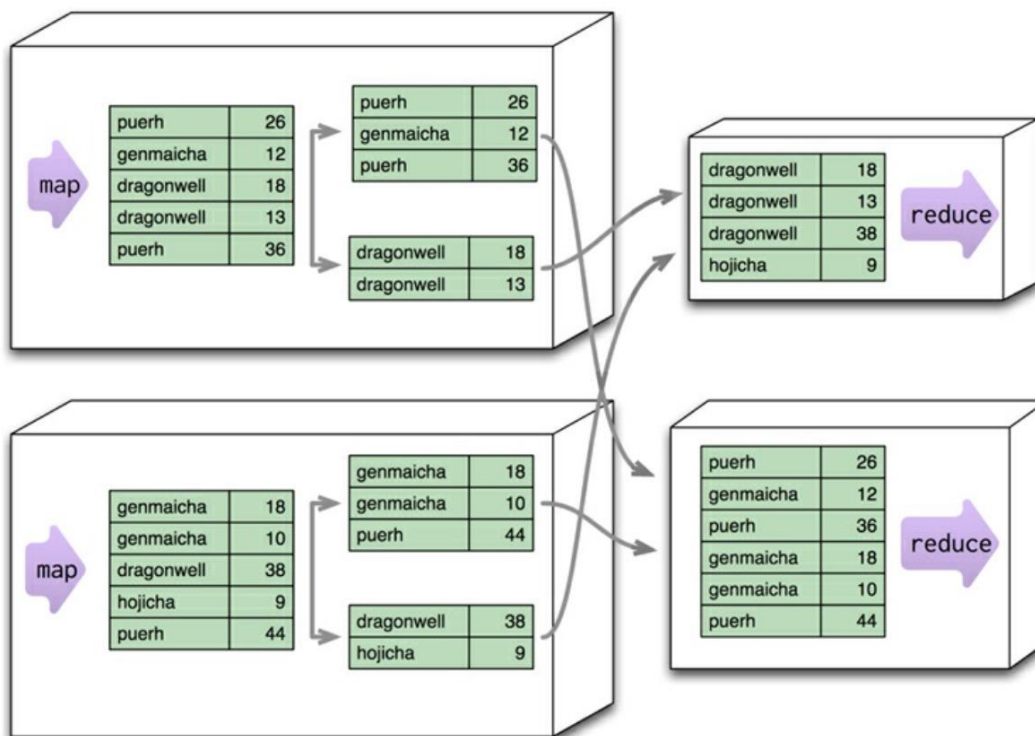 map
puerh 26
genmaicha 12
dragonwell 18
dragonwell 13
puerh 36
puerh 26
genmaicha 12
puerh 36
dragonwell 18
dragonwell 13
dragonwell 18
dragonwell 13
dragonwell 38
hojicha 9
reduce
map
genmaicha 18
genmaicha 10
dragonwell 38
hojicha 9
puerh 44
genmaicha 18
genmaicha 10
puerh 44
dragonwell 38
hojicha 9
puerh 26
genmaicha 12
puerh 36
genmaicha 18
genmaicha 10
puerh 44
reduce